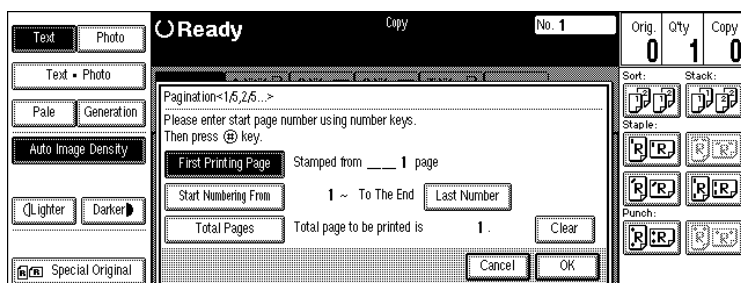 Text Photo
Text • Photo
Pale Generation
Auto Image Density
Lighter Darker
Special Original
Ready
Copy
No. 1
Orig. Q'ty Copy
0 1 0
Pagination<1/5,2/5...>
Please enter start page number using number keys.
Then press (#) key.
First Printing Page Stamped from ____ 1 page
Start Numbering From 1 ~ To The End Last Number
Total Pages Total page to be printed is 1 . Clear
Cancel OK
Sort: Stack:
Staple:
Punch: